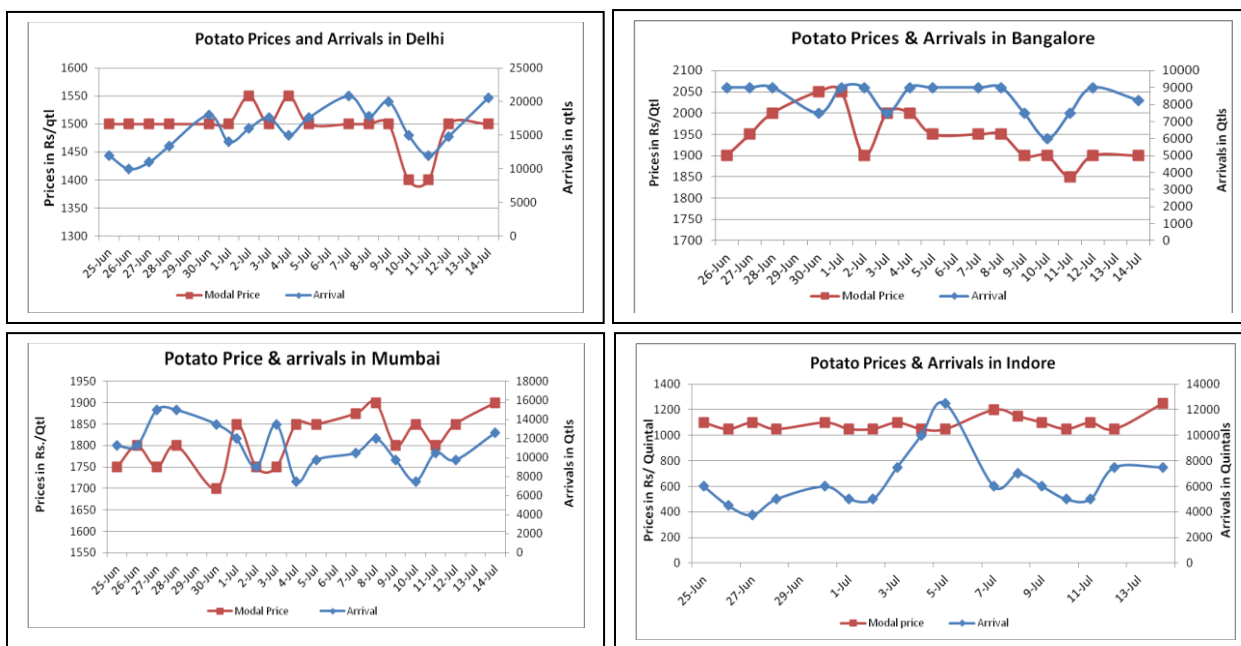 Potato Prices and Arrivals in Delhi
Prices in Rs/qtl
1600
1550
1500
1450
1400
1350
1300
25000
20000
15000
10000
5000
0
Arrivals in qtls
25-Jun
26-Jun
27-Jun
28-Jun
29-Jun
30-Jun
1-Jul
2-Jul
3-Jul
4-Jul
5-Jul
6-Jul
7-Jul
8-Jul
9-Jul
10-Jul
11-Jul
12-Jul
13-Jul
14-Jul
Modal Price Arrival
Potato Prices & Arrivals in Bangalore
Prices in Rs/Qtl
2100
2050
2000
1950
1900
1850
1800
1750
1700
10000
9000
8000
7000
6000
5000
4000
3000
2000
1000
0
Arrivals in Qtls
26-Jun
27-Jun
28-Jun
29-Jun
30-Jun
1-Jul
2-Jul
3-Jul
4-Jul
5-Jul
6-Jul
7-Jul
8-Jul
9-Jul
10-Jul
11-Jul
12-Jul
13-Jul
14-Jul
Modal Price Arrival
Potato Price & arrivals in Mumbai
Prices in Rs./Qtl
1950
1900
1850
1800
1750
1700
1650
1600
1550
18000
16000
14000
12000
10000
8000
6000
4000
2000
0
Arrivals in Qtls
25-Jun
26-Jun
27-Jun
28-Jun
29-Jun
30-Jun
1-Jul
2-Jul
3-Jul
4-Jul
5-Jul
6-Jul
7-Jul
8-Jul
9-Jul
10-Jul
11-Jul
12-Jul
13-Jul
14-Jul
Modal Price Arrival
Potato Prices & Arrivals in Indore
Prices in Rs/ Quintal
1400
1200
1000
800
600
400
200
0
14000
12000
10000
8000
6000
4000
2000
0
Arrivals in Quintals
25-Jun
27-Jun
29-Jun
1-Jul
3-Jul
5-Jul
7-Jul
9-Jul
11-Jul
13-Jul
Modal price Arrival